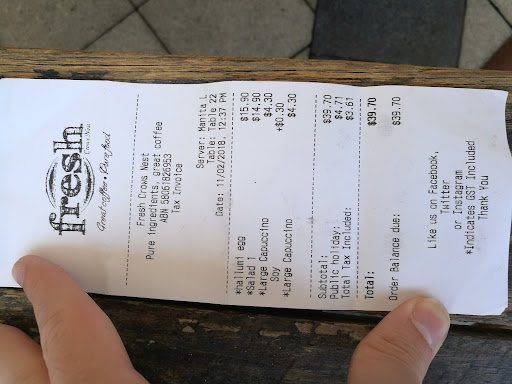 fresh
Crows Nest
Good coffee • Pure food
Fresh Crows Nest
Pure ingredients, great coffee
ABN 58061826953
Tax Invoice
Server: Manita L
Table: Table 22
Date: 11/02/2018, 12:37 PM
*halluni egg $15.90
*Salad 1 $14.90
*Large Capuccino $4.30
Soy +$0.30
*Large Capuccino $4.30
Subtotal: $39.70
Public holiday: $4.71
Total Tax Included: $3.61
Total: $39.70
Order Balance due: $39.70
Like us on Facebook,
Twitter
or Instagram
*Indicates GST Included
Thank You